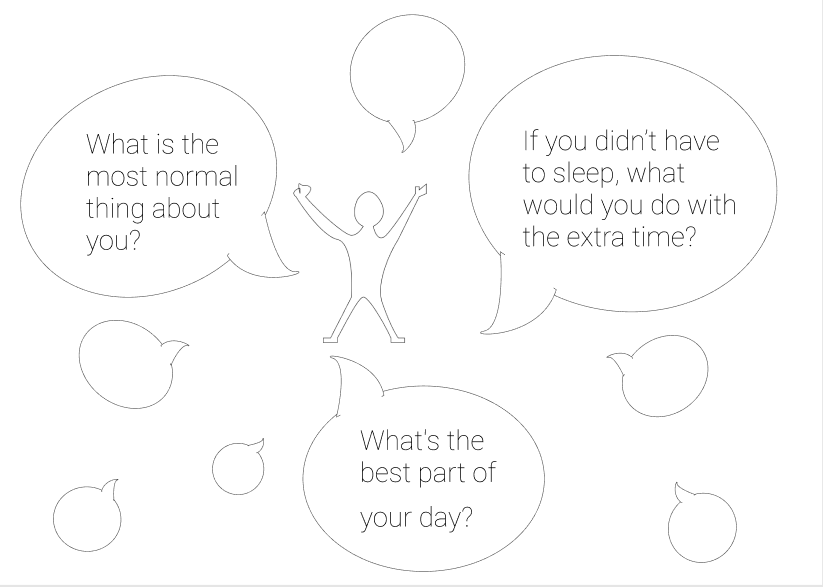 What is the
most normal
thing about
you?
If you didn't have
to sleep, what
would you do with
the extra time?
What's the
best part of
your day?